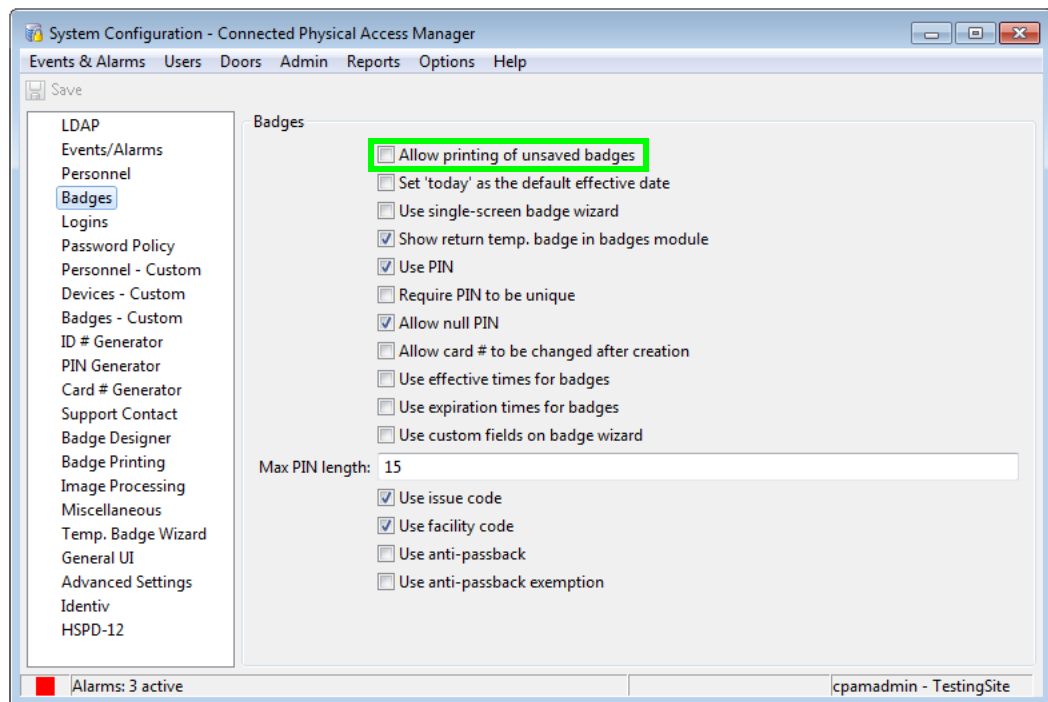 System Configuration - Connected Physical Access Manager
Events & Alarms Users Doors Admin Reports Options Help
Save
LDAP
Events/Alarms
Personnel
Badges
Logins
Password Policy
Personnel - Custom
Devices - Custom
Badges - Custom
ID # Generator
PIN Generator
Card # Generator
Support Contact
Badge Designer
Badge Printing
Image Processing
Miscellaneous
Temp. Badge Wizard
General UI
Advanced Settings
Identiv
HSPD-12
Badges
Allow printing of unsaved badges
Set 'today' as the default effective date
Use single-screen badge wizard
Show return temp. badge in badges module
Use PIN
Require PIN to be unique
Allow null PIN
Allow card # to be changed after creation
Use effective times for badges
Use expiration times for badges
Use custom fields on badge wizard
Max PIN length: 15
Use issue code
Use facility code
Use anti-passback
Use anti-passback exemption
Alarms: 3 active
cpamadmin - TestingSite